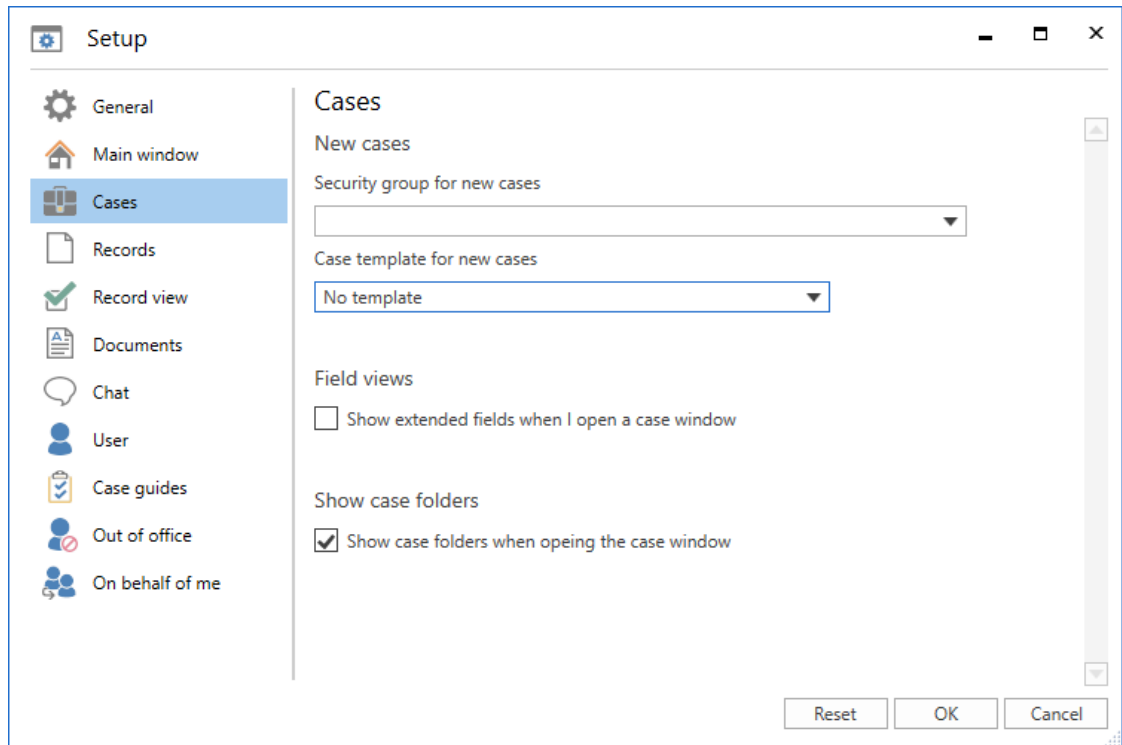 Setup
General
Main window
Cases
Records
Record view
Documents
Chat
User
Case guides
Out of office
On behalf of me
Cases
New cases
Security group for new cases
Case template for new cases
No template
Field views
Show extended fields when I open a case window
Show case folders
Show case folders when opeing the case window
Reset
OK
Cancel